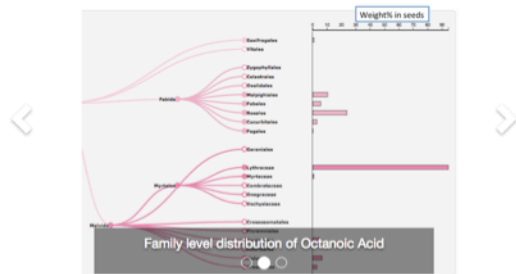 Weight% in seeds
0 10 20 30 40 50 60 70 80 90
Saxifragales
Vitales
Zygophyllales
Celastrales
Oxalidales
Malpighiales
Fabids
Fabales
Rosales
Cucurbitales
Fagales
Geraniales
Lythraceae
Myrtaceae
Myrtales
Combretaceae
Onagraceae
Vochysiaceae
Crossosomatales
Malvids
Family level distribution of Octanoic Acid